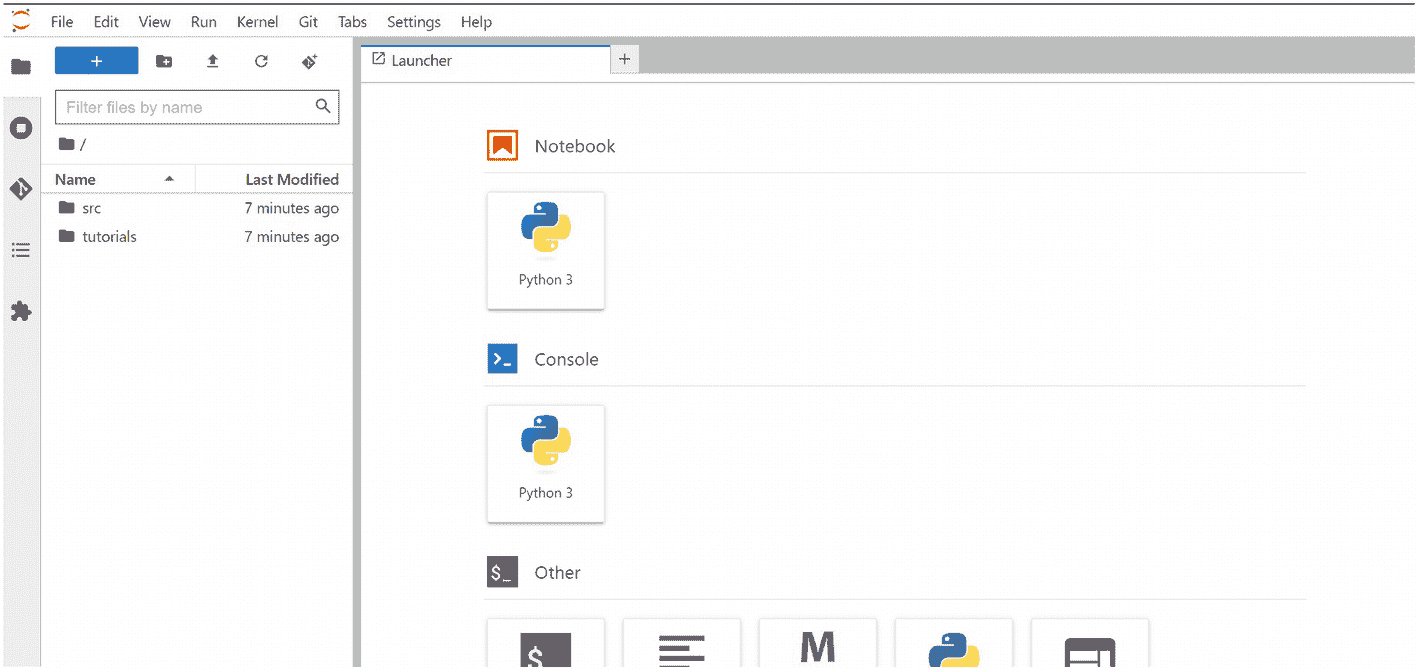 File Edit View Run Kernel Git Tabs Settings Help
+
Filter files by name
/
Name Last Modified
src 7 minutes ago
tutorials 7 minutes ago
Launcher +
Notebook
Python 3
>_ Console
Python 3
$_ Other
$ M